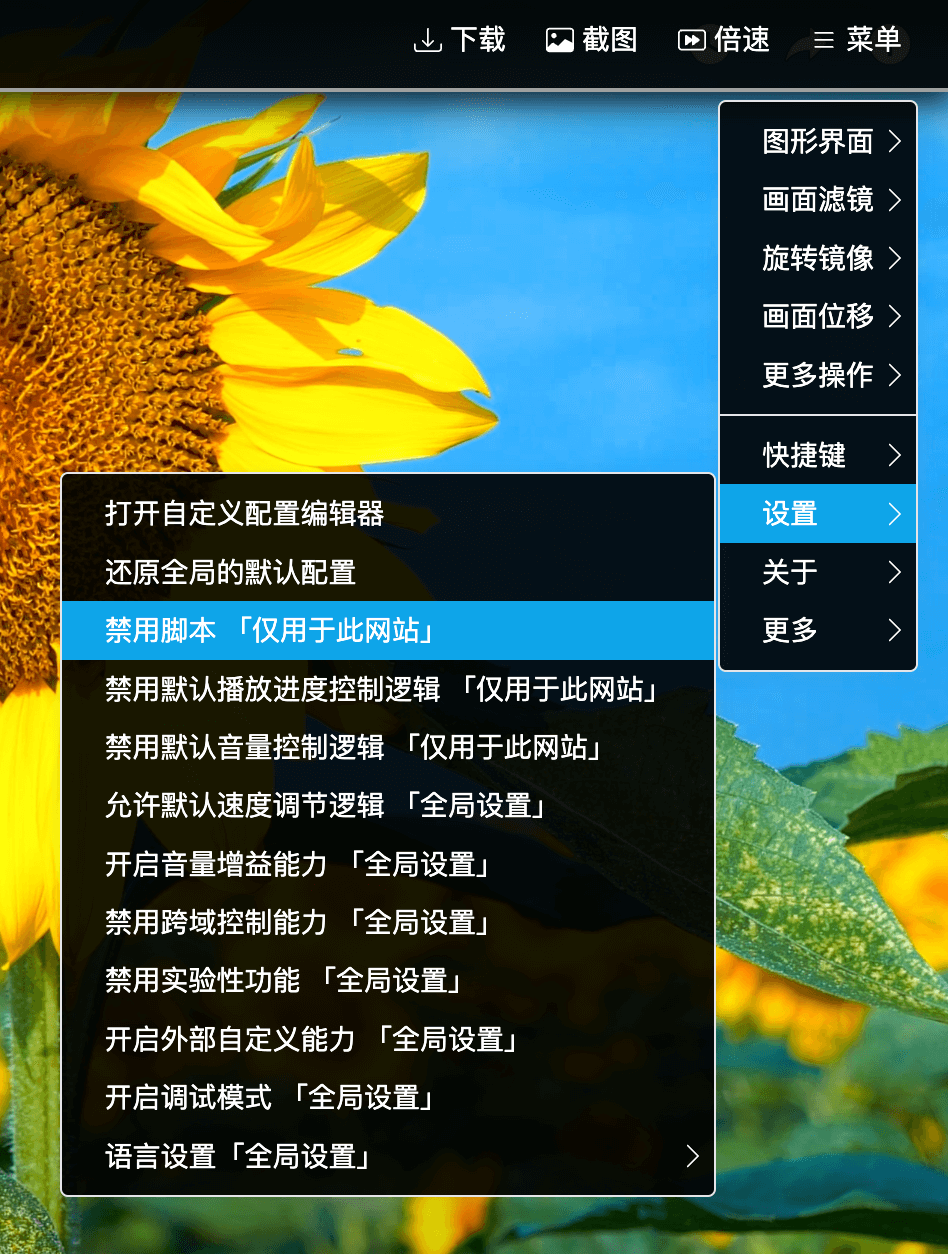 下载 截图 倍速 菜单
图形界面
画面滤镜
旋转镜像
画面位移
更多操作
快捷键
设置
关于
更多
打开自定义配置编辑器
还原全局的默认配置
禁用脚本 「仅用于此网站」
禁用默认播放进度控制逻辑 「仅用于此网站」
禁用默认音量控制逻辑 「仅用于此网站」
允许默认速度调节逻辑 「全局设置」
开启音量增益能力 「全局设置」
禁用跨域控制能力 「全局设置」
禁用实验性功能 「全局设置」
开启外部自定义能力 「全局设置」
开启调试模式 「全局设置」
语言设置「全局设置」